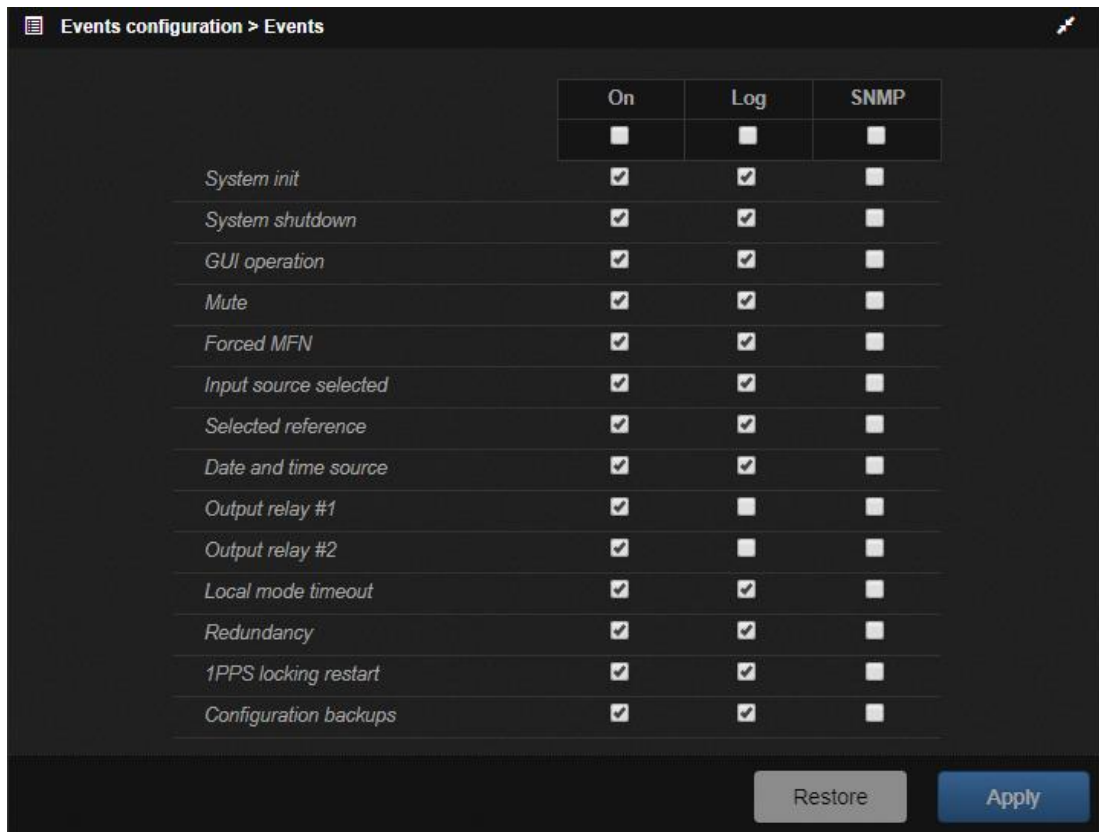 Events configuration > Events
On Log SNMP
System init
System shutdown
GUI operation
Mute
Forced MFN
Input source selected
Selected reference
Date and time source
Output relay #1
Output relay #2
Local mode timeout
Redundancy
1PPS locking restart
Configuration backups
Restore Apply